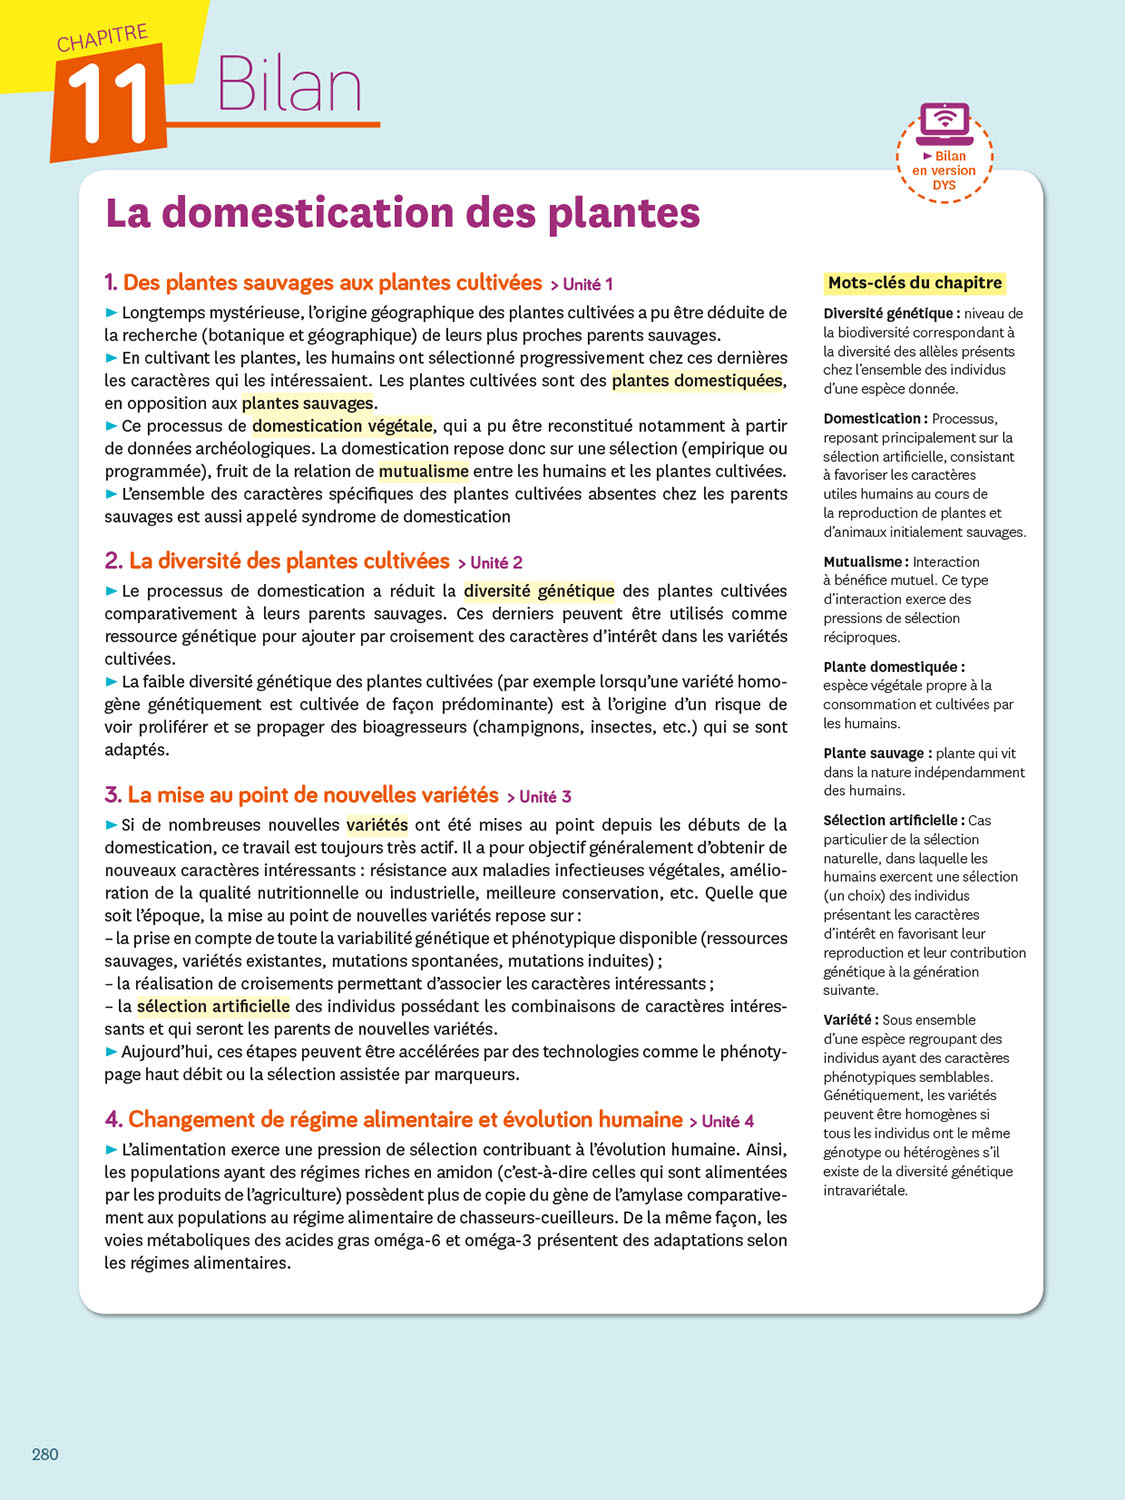 CHAPITRE
11
Bilan
► Bilan
en version
DYS
La domestication des plantes
1. Des plantes sauvages aux plantes cultivées > Unité 1
► Longtemps mystérieuse, l’origine géographique des plantes cultivées a pu être déduite de
la recherche (botanique et géographique) de leurs plus proches parents sauvages.
► En cultivant les plantes, les humains ont sélectionné progressivement chez ces dernières
les caractères qui les intéressaient. Les plantes cultivées sont des plantes domestiquées,
en opposition aux plantes sauvages.
► Ce processus de domestication végétale, qui a pu être reconstitué notamment à partir
de données archéologiques. La domestication repose donc sur une sélection (empirique ou
programmée), fruit de la relation de mutualisme entre les humains et les plantes cultivées.
► L’ensemble des caractères spécifiques des plantes cultivées absentes chez les parents
sauvages est aussi appelé syndrome de domestication
2. La diversité des plantes cultivées > Unité 2
► Le processus de domestication a réduit la diversité génétique des plantes cultivées
comparativement à leurs parents sauvages. Ces derniers peuvent être utilisés comme
ressource génétique pour ajouter par croisement des caractères d’intérêt dans les variétés
cultivées.
► La faible diversité génétique des plantes cultivées (par exemple lorsqu’une variété homo-
gène génétiquement est cultivée de façon prédominante) est à l’origine d’un risque de
voir proliférer et se propager des bioagresseurs (champignons, insectes, etc.) qui se sont
adaptés.
3. La mise au point de nouvelles variétés > Unité 3
► Si de nombreuses nouvelles variétés ont été mises au point depuis les débuts de la
domestication, ce travail est toujours très actif. Il a pour objectif généralement d’obtenir de
nouveaux caractères intéressants : résistance aux maladies infectieuses végétales, amélio-
ration de la qualité nutritionnelle ou industrielle, meilleure conservation, etc. Quelle que
soit l’époque, la mise au point de nouvelles variétés repose sur :
– la prise en compte de toute la variabilité génétique et phénotypique disponible (ressources
sauvages, variétés existantes, mutations spontanées, mutations induites) ;
– la réalisation de croisements permettant d’associer les caractères intéressants ;
– la sélection artificielle des individus possédant les combinaisons de caractères intéres-
sants et qui seront les parents de nouvelles variétés.
► Aujourd’hui, ces étapes peuvent être accélérées par des technologies comme le phénoty-
page haut débit ou la sélection assistée par marqueurs.
4. Changement de régime alimentaire et évolution humaine > Unité 4
► L’alimentation exerce une pression de sélection contribuant à l’évolution humaine. Ainsi,
les populations ayant des régimes riches en amidon (c’est-à-dire celles qui sont alimentées
par les produits de l’agriculture) possèdent plus de copie du gène de l’amylase comparative-
ment aux populations au régime alimentaire de chasseurs-cueilleurs. De la même façon, les
voies métaboliques des acides gras oméga-6 et oméga-3 présentent des adaptations selon
les régimes alimentaires.
Mots-clés du chapitre
Diversité génétique : niveau de
la biodiversité correspondant à
la diversité des allèles présents
chez l’ensemble des individus
d’une espèce donnée.
Domestication : Processus,
reposant principalement sur la
sélection artificielle, consistant
à favoriser les caractères
utiles humains au cours de
la reproduction de plantes et
d’animaux initialement sauvages.
Mutualisme : Interaction
à bénéfice mutuel. Ce type
d’interaction exerce des
pressions de sélection
réciproques.
Plante domestiquée :
espèce végétale propre à la
consommation et cultivées par
les humains.
Plante sauvage : plante qui vit
dans la nature indépendamment
des humains.
Sélection artificielle : Cas
particulier de la sélection
naturelle, dans laquelle les
humains exercent une sélection
(un choix) des individus
présentant les caractères
d’intérêt en favorisant leur
reproduction et leur contribution
génétique à la génération
suivante.
Variété : Sous ensemble
d’une espèce regroupant des
individus ayant des caractères
phénotypiques semblables.
Génétiquement, les variétés
peuvent être homogènes si
tous les individus ont le même
génotype ou hétérogènes s’il
existe de la diversité génétique
intravariétale.
280